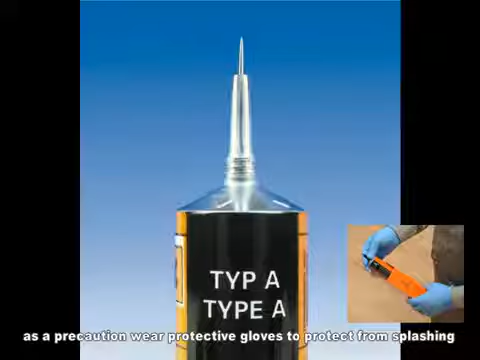 TYP A
TYPE A
as a precaution wear protective gloves to protect from splashing